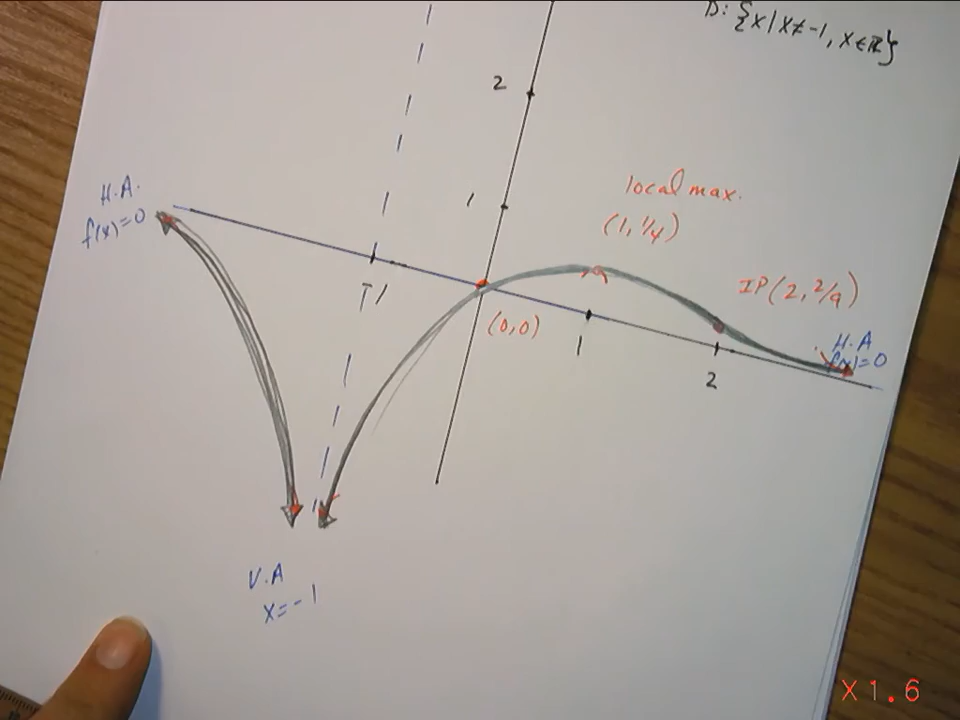 D: {x | x ≠ -1, x ∈ ℝ}
2
H.A.
f(x)=0
1
local max.
(1, 1/4)
IP(2, 2/9)
-1
(0,0)
1
H.A
f(x)=0
2
V.A
x=-1
X1.6